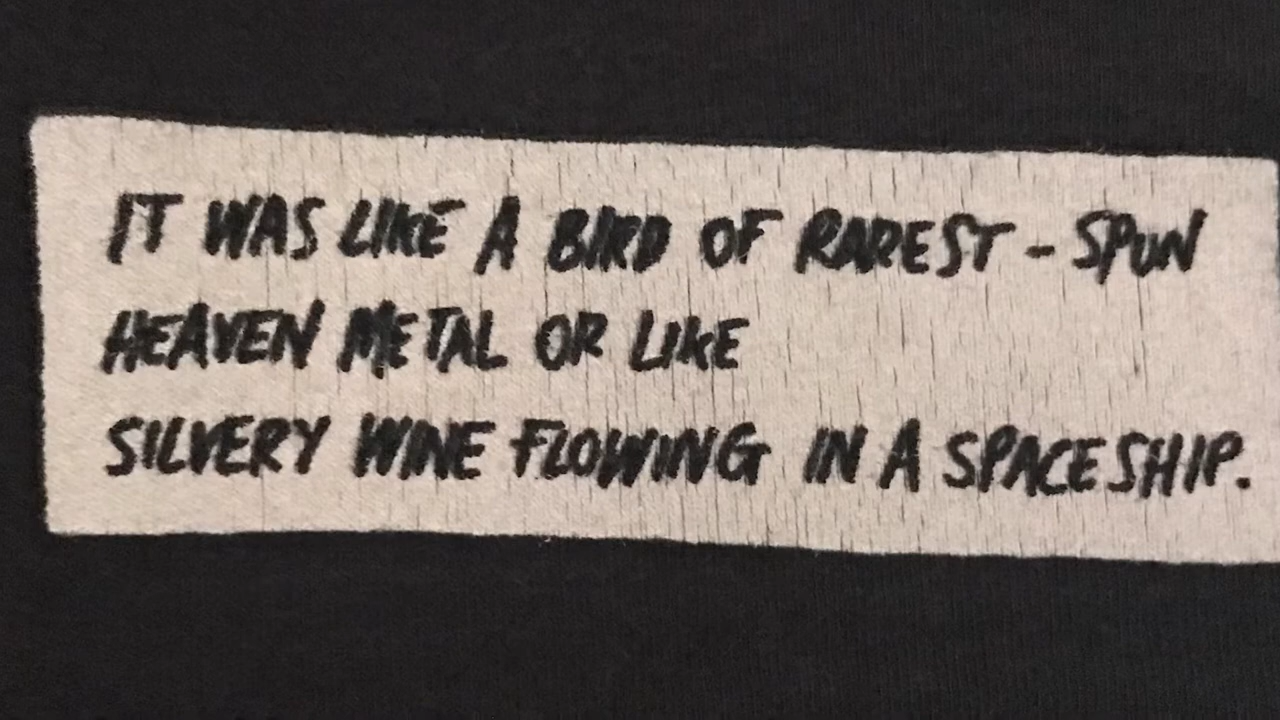 IT WAS LIKE A BIRD OF RAREST - SPUN
HEAVEN METAL OR LIKE
SILVERY WINE FLOWING IN A SPACESHIP.